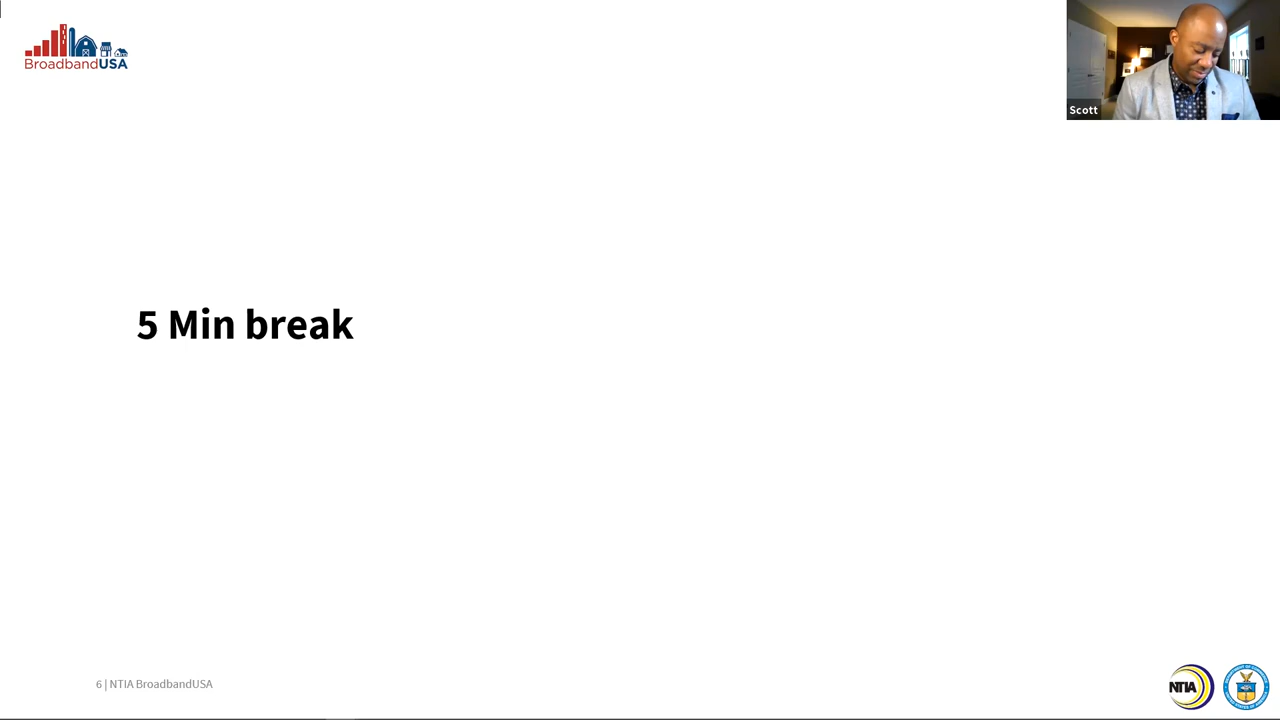 BroadbandUSA
Scott
5 Min break
6 | NTIA BroadbandUSA
NTIA